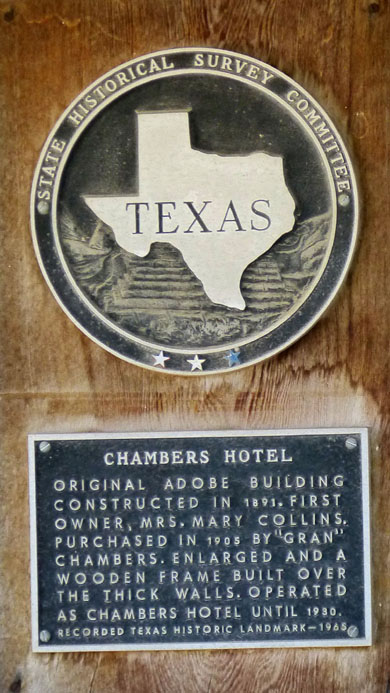 STATE HISTORICAL SURVEY COMMITTEE
TEXAS
CHAMBERS HOTEL
ORIGINAL ADOBE BUILDING
CONSTRUCTED IN 1891. FIRST
OWNER, MRS. MARY COLLINS.
PURCHASED IN 1905 BY "GRAN"
CHAMBERS. ENLARGED AND A
WOODEN FRAME BUILT OVER
THE THICK WALLS. OPERATED
AS CHAMBERS HOTEL UNTIL 1930.
RECORDED TEXAS HISTORIC LANDMARK—1965